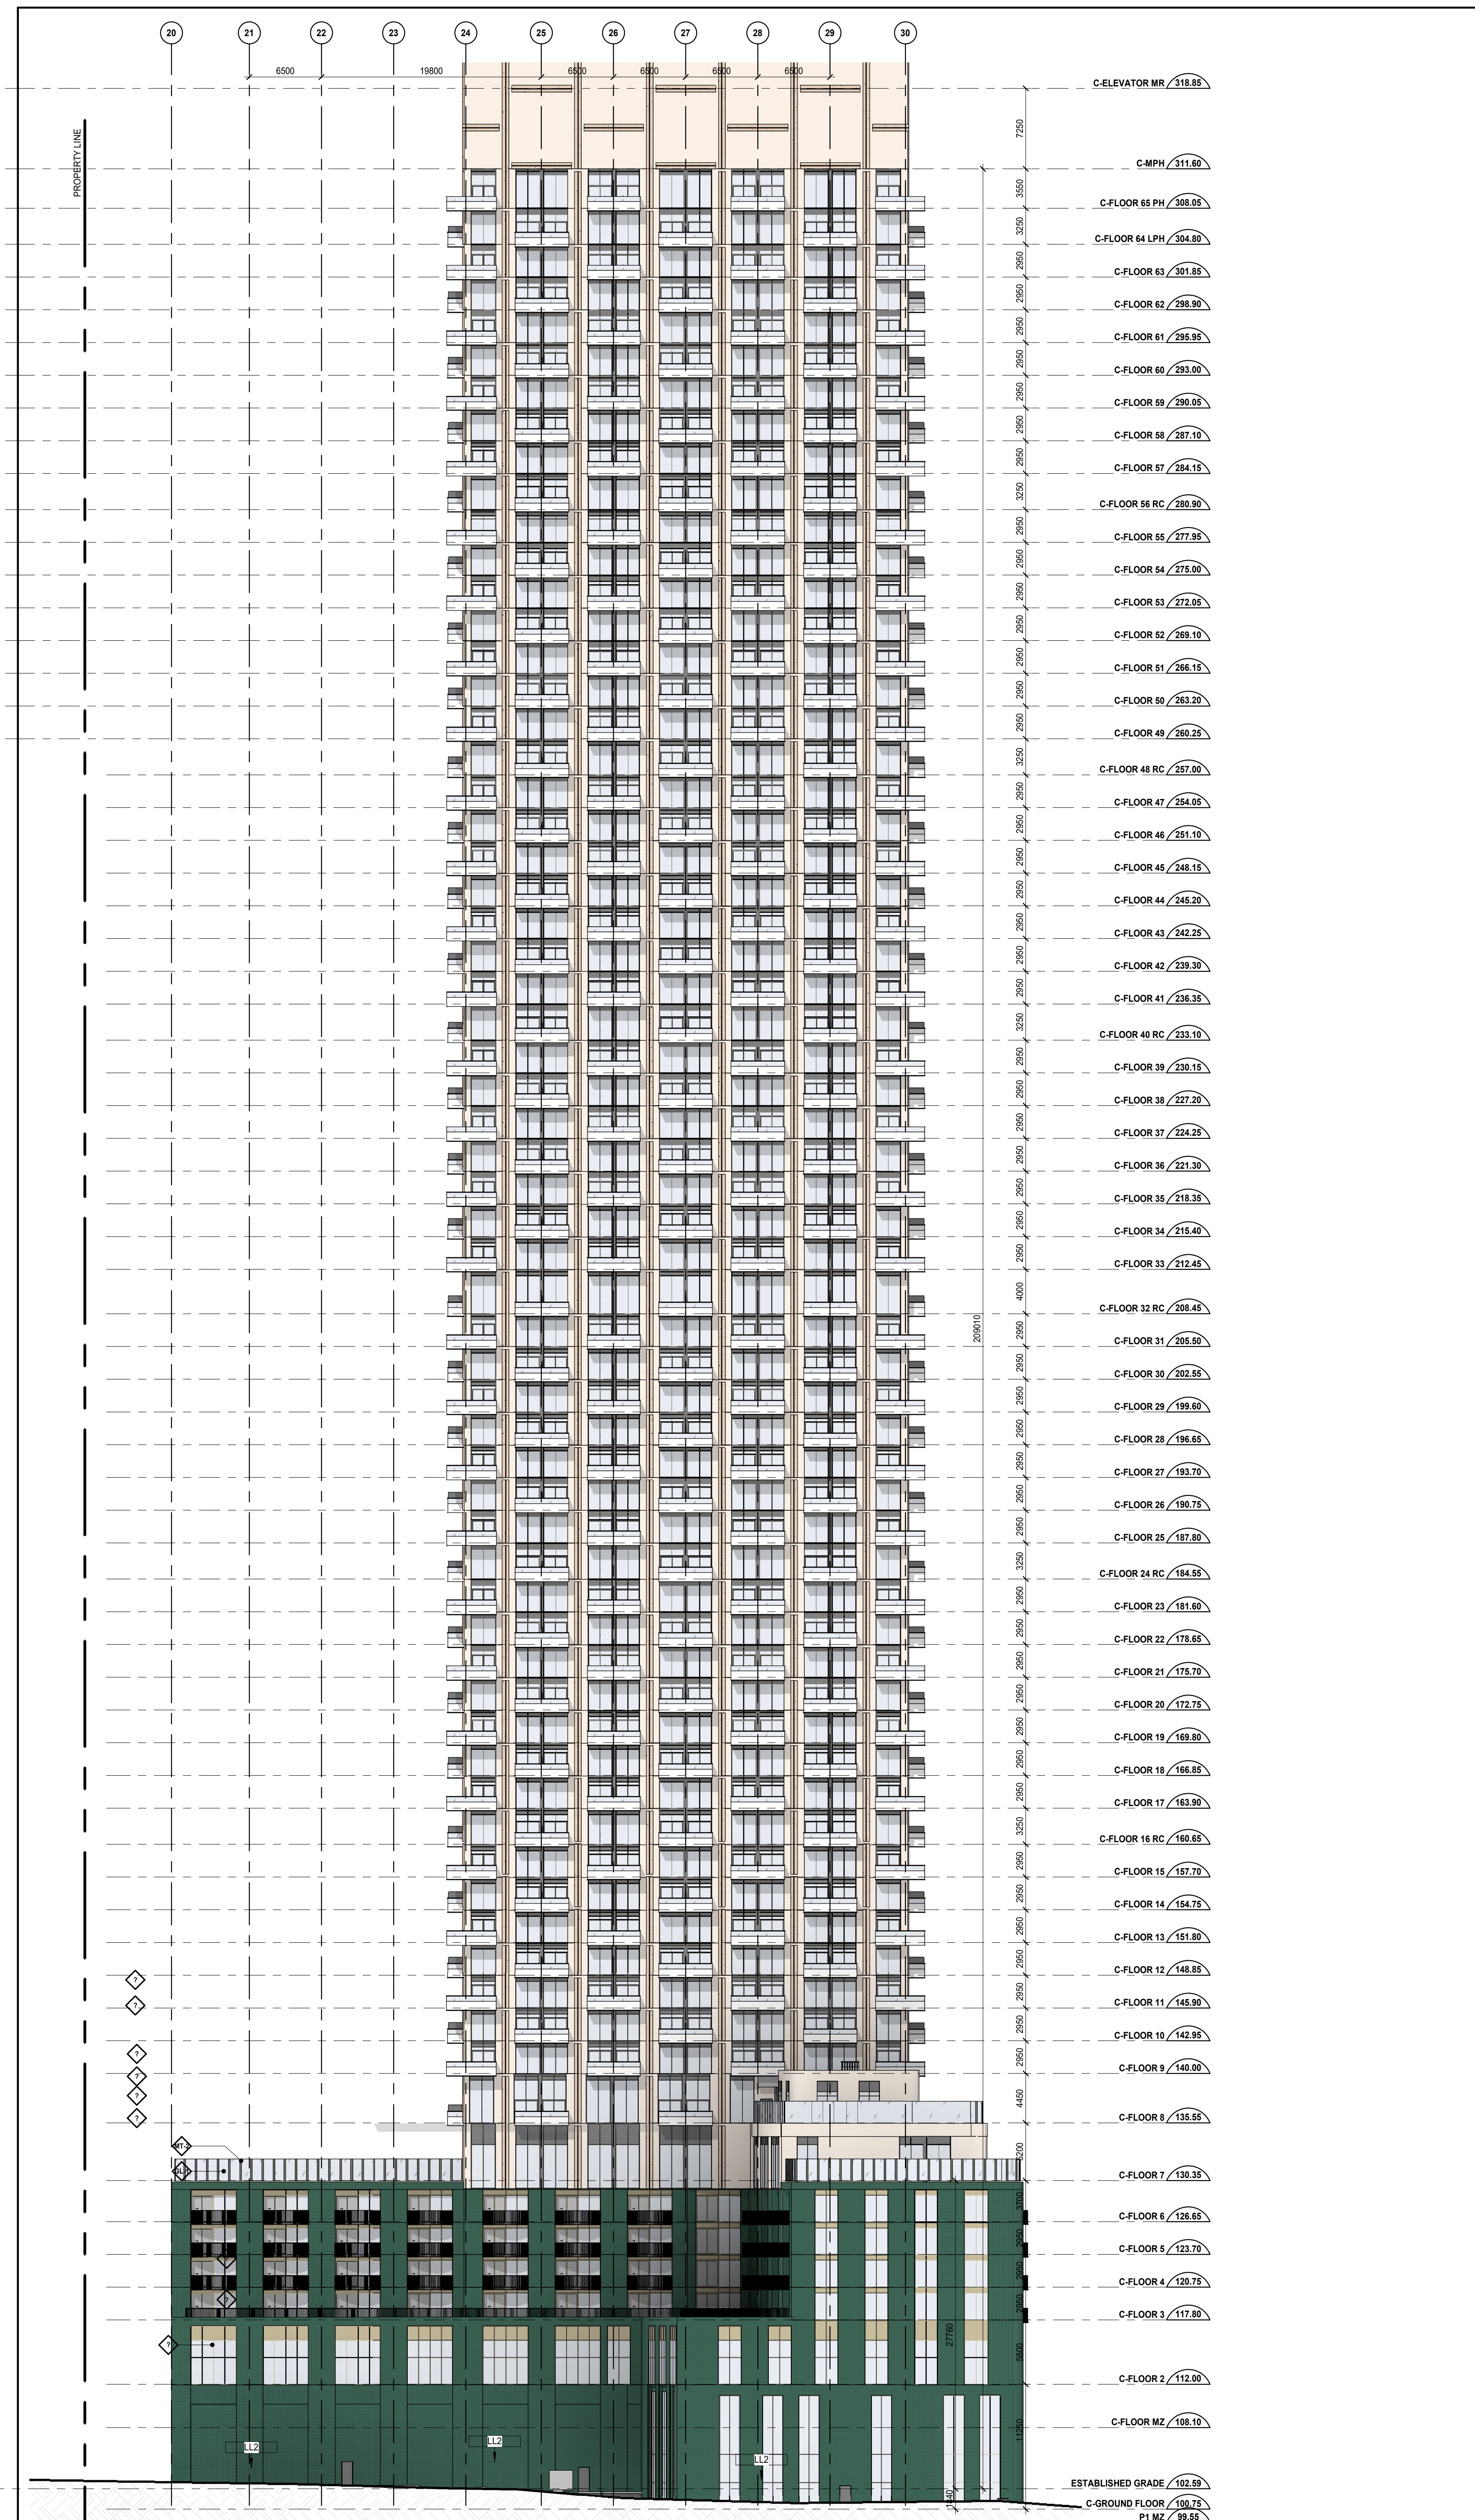 20 21 22 23 24 25 26 27 28 29 30
6500 19800 6500 6500 6500 6500
PROPERTY LINE
C-ELEVATOR MR 318.85
7250
C-MPH 311.60
3550
C-FLOOR 65 PH 308.05
3250
C-FLOOR 64 LPH 304.80
2950
C-FLOOR 63 301.85
2950
C-FLOOR 62 298.90
2950
C-FLOOR 61 295.95
2950
C-FLOOR 60 293.00
2950
C-FLOOR 59 290.05
2950
C-FLOOR 58 287.10
2950
C-FLOOR 57 284.15
3250
C-FLOOR 56 RC 280.90
2950
C-FLOOR 55 277.95
2950
C-FLOOR 54 275.00
2950
C-FLOOR 53 272.05
2950
C-FLOOR 52 269.10
2950
C-FLOOR 51 266.15
2950
C-FLOOR 50 263.20
2950
C-FLOOR 49 260.25
3250
C-FLOOR 48 RC 257.00
2950
C-FLOOR 47 254.05
2950
C-FLOOR 46 251.10
2950
C-FLOOR 45 248.15
2950
C-FLOOR 44 245.20
2950
C-FLOOR 43 242.25
2950
C-FLOOR 42 239.30
2950
C-FLOOR 41 236.35
3250
C-FLOOR 40 RC 233.10
2950
C-FLOOR 39 230.15
2950
C-FLOOR 38 227.20
2950
C-FLOOR 37 224.25
2950
C-FLOOR 36 221.30
2950
C-FLOOR 35 218.35
2950
C-FLOOR 34 215.40
2950
C-FLOOR 33 212.45
4000
C-FLOOR 32 RC 208.45
209010
2950
C-FLOOR 31 205.50
2950
C-FLOOR 30 202.55
2950
C-FLOOR 29 199.60
2950
C-FLOOR 28 196.65
2950
C-FLOOR 27 193.70
2950
C-FLOOR 26 190.75
2950
C-FLOOR 25 187.80
3250
C-FLOOR 24 RC 184.55
2950
C-FLOOR 23 181.60
2950
C-FLOOR 22 178.65
2950
C-FLOOR 21 175.70
2950
C-FLOOR 20 172.75
2950
C-FLOOR 19 169.80
2950
C-FLOOR 18 166.85
2950
C-FLOOR 17 163.90
3250
C-FLOOR 16 RC 160.65
2950
C-FLOOR 15 157.70
2950
C-FLOOR 14 154.75
2950
C-FLOOR 13 151.80
2950
C-FLOOR 12 148.85
?
2950
?
C-FLOOR 11 145.90
2950
C-FLOOR 10 142.95
?
2950
C-FLOOR 9 140.00
?
?
4450
?
C-FLOOR 8 135.55
MT-2
5200
GL-1
C-FLOOR 7 130.35
3700
C-FLOOR 6 126.65
2950
C-FLOOR 5 123.70
?
2950
C-FLOOR 4 120.75
?
2950
C-FLOOR 3 117.80
27760
?
5800
C-FLOOR 2 112.00
C-FLOOR MZ 108.10
11250
LL2 LL2 LL2
ESTABLISHED GRADE 102.59
1840
C-GROUND FLOOR 100.75
P1 MZ 99.55